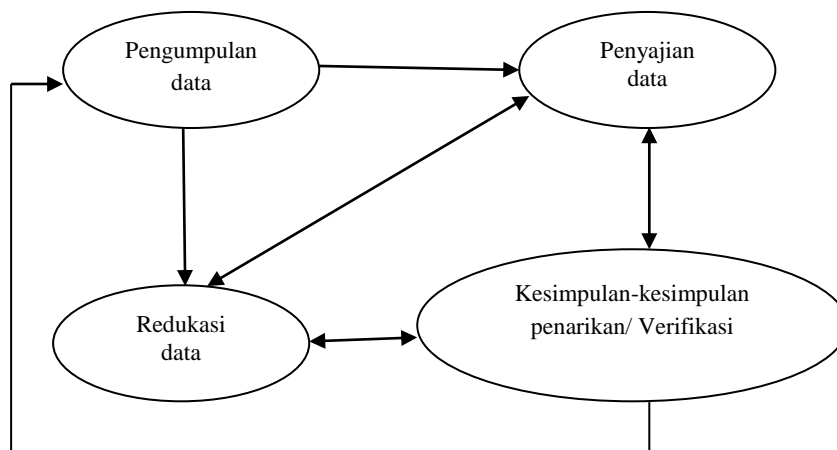 Pengumpulan
data
Penyajian
data
Redukasi
data
Kesimpulan-kesimpulan
penarikan/ Verifikasi